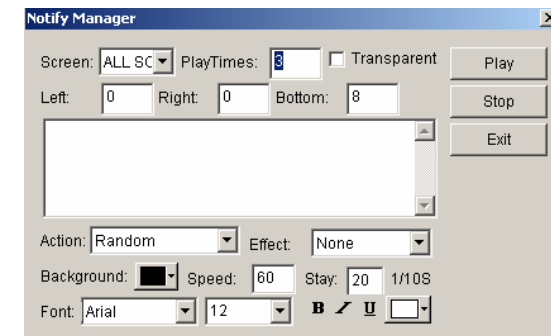 Notify Manager
Screen: ALL SC PlayTimes: 3 Transparent Play
Left: 0 Right: 0 Bottom: 8 Stop
Exit
Action: Random Effect: None
Background: Speed: 60 Stay: 20 1/10S
Font: Arial 12 B I U